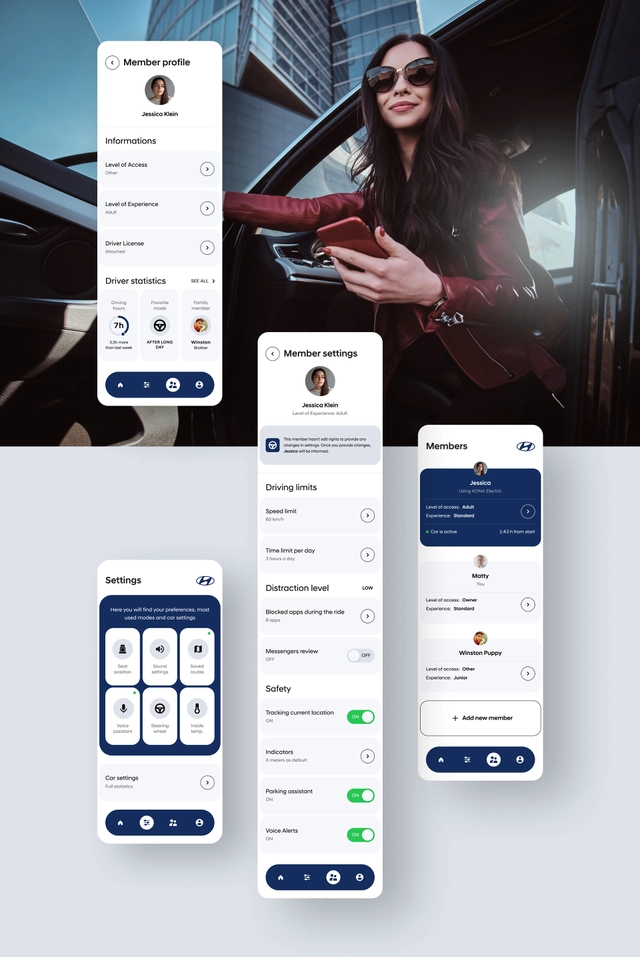 Member profile
Jessica Klein
Informations
Level of Access
Other
Level of Experience
Adult
Driver License
Attached
Driver statistics
SEE ALL
Driving
hours
7h
3,5h more
than last week
Favorite
mode
AFTER LONG
DAY
Family
member
Winston
Brother
Member settings
Jessica Klein
Level of Experience: Adult
This member hasn't edit rights to provide any
changes in settings. Once you provide changes,
Jessica will be informed.
Driving limits
Speed limit
60 km/h
Time limit per day
3 hours a day
Distraction level
LOW
Blocked apps during the ride
8 apps
Messengers review
OFF
OFF
Safety
Tracking current location
ON
ON
Indicators
X meters as default
Parking assistant
ON
ON
Voice Alerts
ON
ON
Members
Jessica
Using KONA Electric
Level of access: Adult
Experience: Standard
Car is active
1:43 h from start
Matty
You
Level of access: Owner
Experience: Standard
Winston Puppy
Level of access: Other
Experience: Junior
+ Add new member
Settings
Here you will find your preferences, most
used modes and car settings
Seat
position
Sound
settings
Saved
routes
Voice
assistant
Steering
wheel
Inside
temp.
Car settings
Full statistics